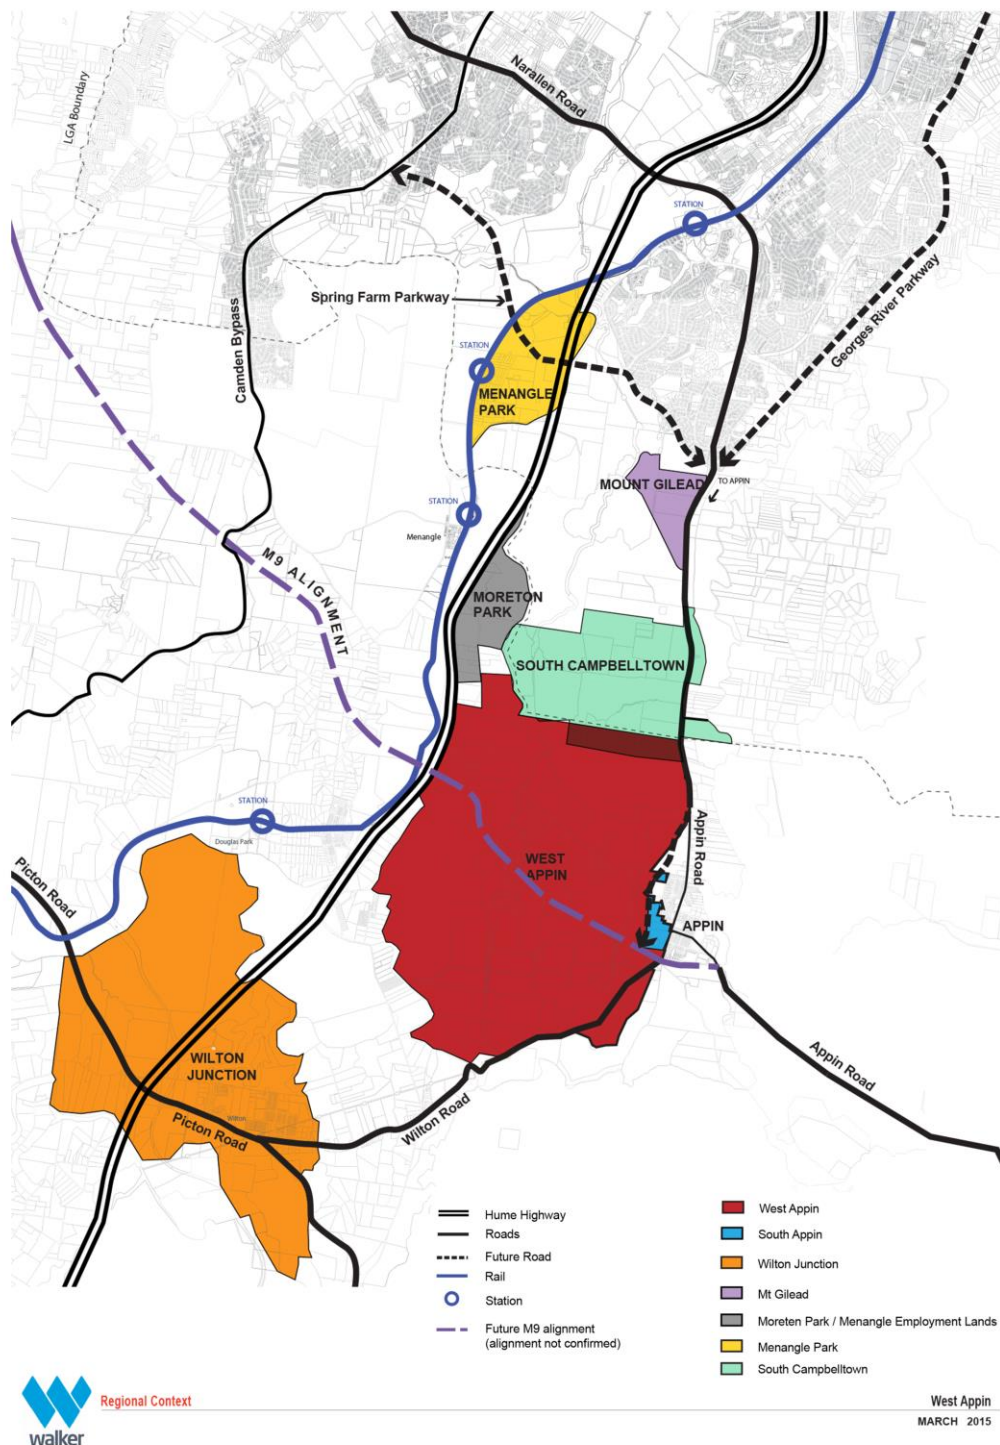 LGA Boundary
Narallen Road
STATION
Spring Farm Parkway
Georges River Parkway
Camden Bypass
STATION
MENANGLE
PARK
MOUNT GILEAD
TO APPIN
STATION
Menangle
M9 ALIGNMENT
MORETON
PARK
SOUTH CAMPBELLTOWN
STATION
Douglas Park
Appin Road
WEST
APPIN
Picton Road
APPIN
WILTON
JUNCTION
Appin Road
Picton Road
Wilton
Wilton Road
Hume Highway
Roads
Future Road
Rail
Station
Future M9 alignment
(alignment not confirmed)
West Appin
South Appin
Wilton Junction
Mt Gilead
Moreten Park / Menangle Employment Lands
Menangle Park
South Campbelltown
walker
Regional Context
West Appin
MARCH 2015